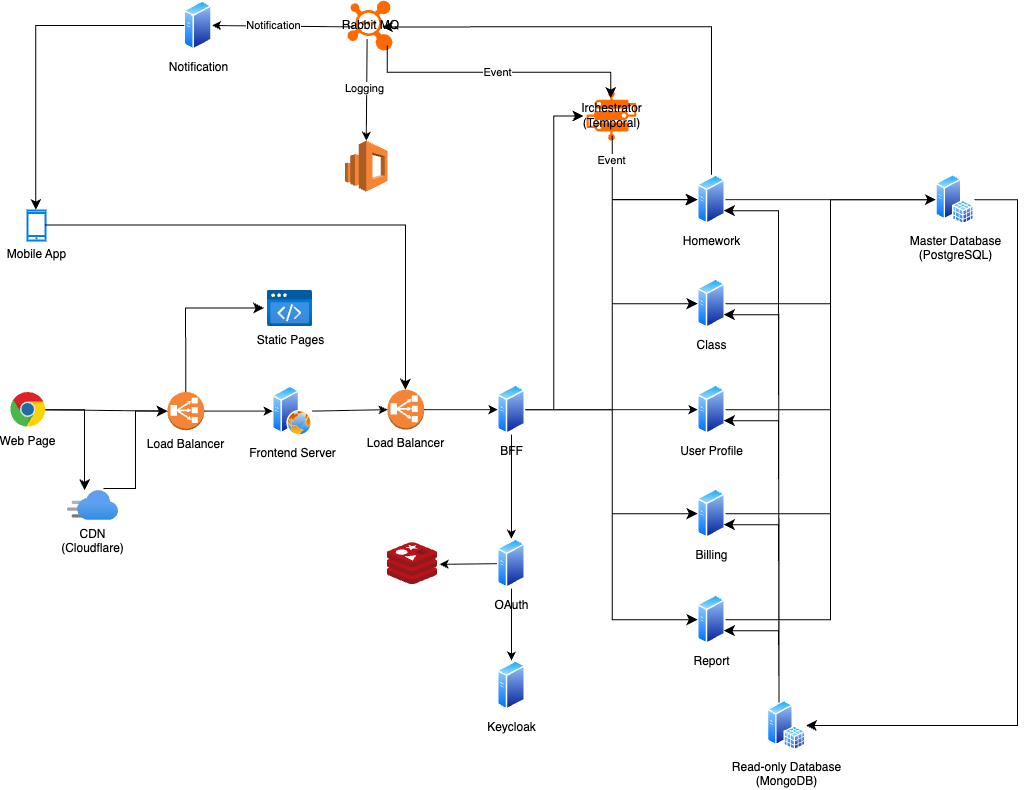 Notification
Rabbit MQ
Notification
Event
Logging
Irchestrator
(Temporal)
Event
Mobile App
Homework
Master Database
(PostgreSQL)
Static Pages
Class
Web Page
Load Balancer
Frontend Server
Load Balancer
BFF
User Profile
CDN
(Cloudflare)
Billing
OAuth
Report
Keycloak
Read-only Database
(MongoDB)